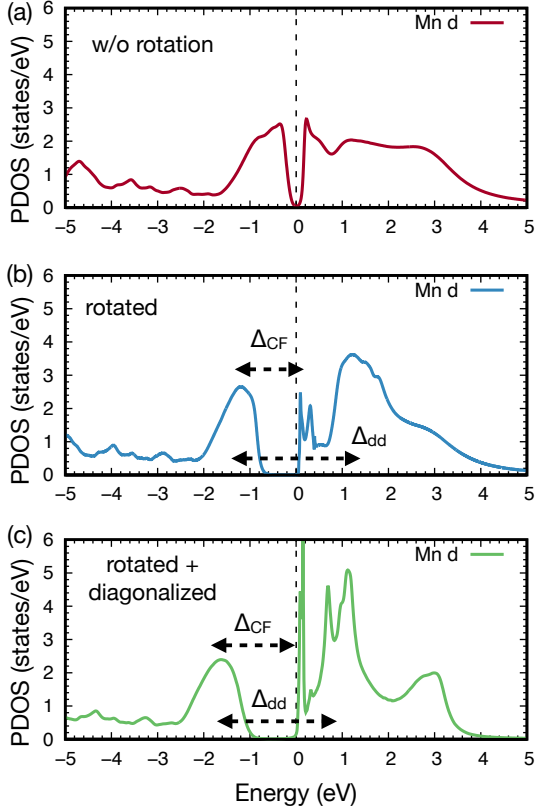 (a)
6
5
4
3
2
1
0
PDOS (states/eV)
w/o rotation
Mn d
−5 −4 −3 −2 −1 0 1 2 3 4 5
(b)
6
5
4
3
2
1
0
PDOS (states/eV)
rotated
Mn d
ΔCF
Δdd
−5 −4 −3 −2 −1 0 1 2 3 4 5
(c)
6
5
4
3
2
1
0
PDOS (states/eV)
rotated +
diagonalized
Mn d
ΔCF
Δdd
−5 −4 −3 −2 −1 0 1 2 3 4 5
Energy (eV)